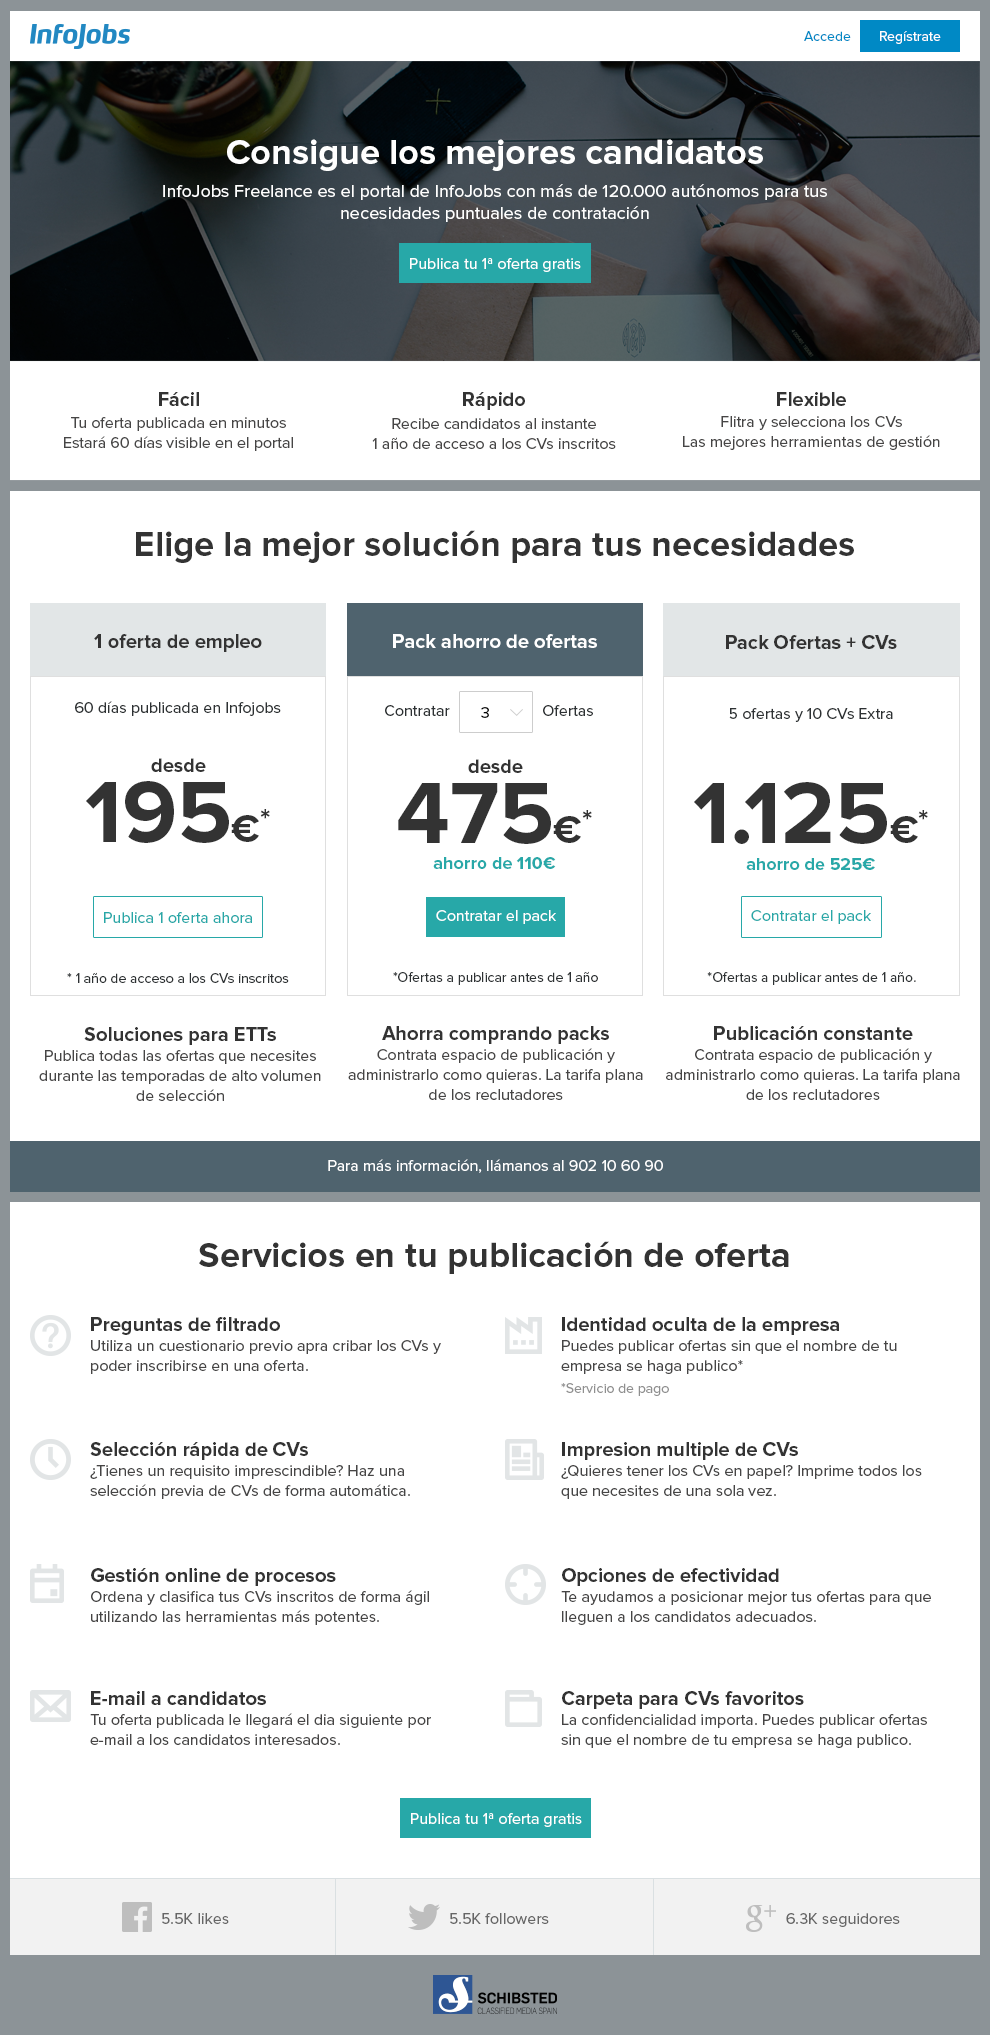 InfoJobs
Accede
Regístrate
Consigue los mejores candidatos
InfoJobs Freelance es el portal de InfoJobs con más de 120.000 autónomos para tus
necesidades puntuales de contratación
Publica tu 1ª oferta gratis
Fácil
Tu oferta publicada en minutos
Estará 60 días visible en el portal
Rápido
Recibe candidatos al instante
1 año de acceso a los CVs inscritos
Flexible
Flitra y selecciona los CVs
Las mejores herramientas de gestión
Elige la mejor solución para tus necesidades
1 oferta de empleo
60 días publicada en Infojobs
desde
195€*
Publica 1 oferta ahora
* 1 año de acceso a los CVs inscritos
Pack ahorro de ofertas
Contratar 3 Ofertas
desde
475€*
ahorro de 110€
Contratar el pack
*Ofertas a publicar antes de 1 año
Pack Ofertas + CVs
5 ofertas y 10 CVs Extra
1.125€*
ahorro de 525€
Contratar el pack
*Ofertas a publicar antes de 1 año.
Soluciones para ETTs
Publica todas las ofertas que necesites
durante las temporadas de alto volumen
de selección
Ahorra comprando packs
Contrata espacio de publicación y
administrarlo como quieras. La tarifa plana
de los reclutadores
Publicación constante
Contrata espacio de publicación y
administrarlo como quieras. La tarifa plana
de los reclutadores
Para más información, llámanos al 902 10 60 90
Servicios en tu publicación de oferta
Preguntas de filtrado
Utiliza un cuestionario previo apra cribar los CVs y
poder inscribirse en una oferta.
Identidad oculta de la empresa
Puedes publicar ofertas sin que el nombre de tu
empresa se haga publico*
*Servicio de pago
Selección rápida de CVs
¿Tienes un requisito imprescindible? Haz una
selección previa de CVs de forma automática.
Impresion multiple de CVs
¿Quieres tener los CVs en papel? Imprime todos los
que necesites de una sola vez.
Gestión online de procesos
Ordena y clasifica tus CVs inscritos de forma ágil
utilizando las herramientas más potentes.
Opciones de efectividad
Te ayudamos a posicionar mejor tus ofertas para que
lleguen a los candidatos adecuados.
E-mail a candidatos
Tu oferta publicada le llegará el dia siguiente por
e-mail a los candidatos interesados.
Carpeta para CVs favoritos
La confidencialidad importa. Puedes publicar ofertas
sin que el nombre de tu empresa se haga publico.
Publica tu 1ª oferta gratis
5.5K likes
5.5K followers
g+ 6.3K seguidores
SCHIBSTED
CLASSIFIED MEDIA SPAIN